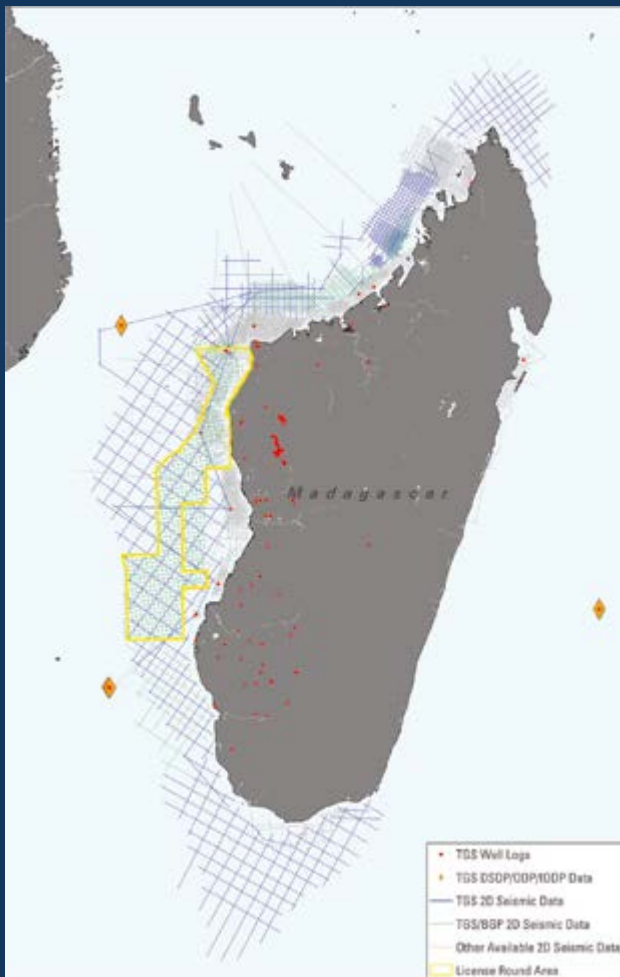 Madagascar
TGS Well Logs
TGS DSDP/ODP/IODP Data
TGS 2D Seismic Data
TGS/BGP 2D Seismic Data
Other Available 2D Seismic Data
License Round Area